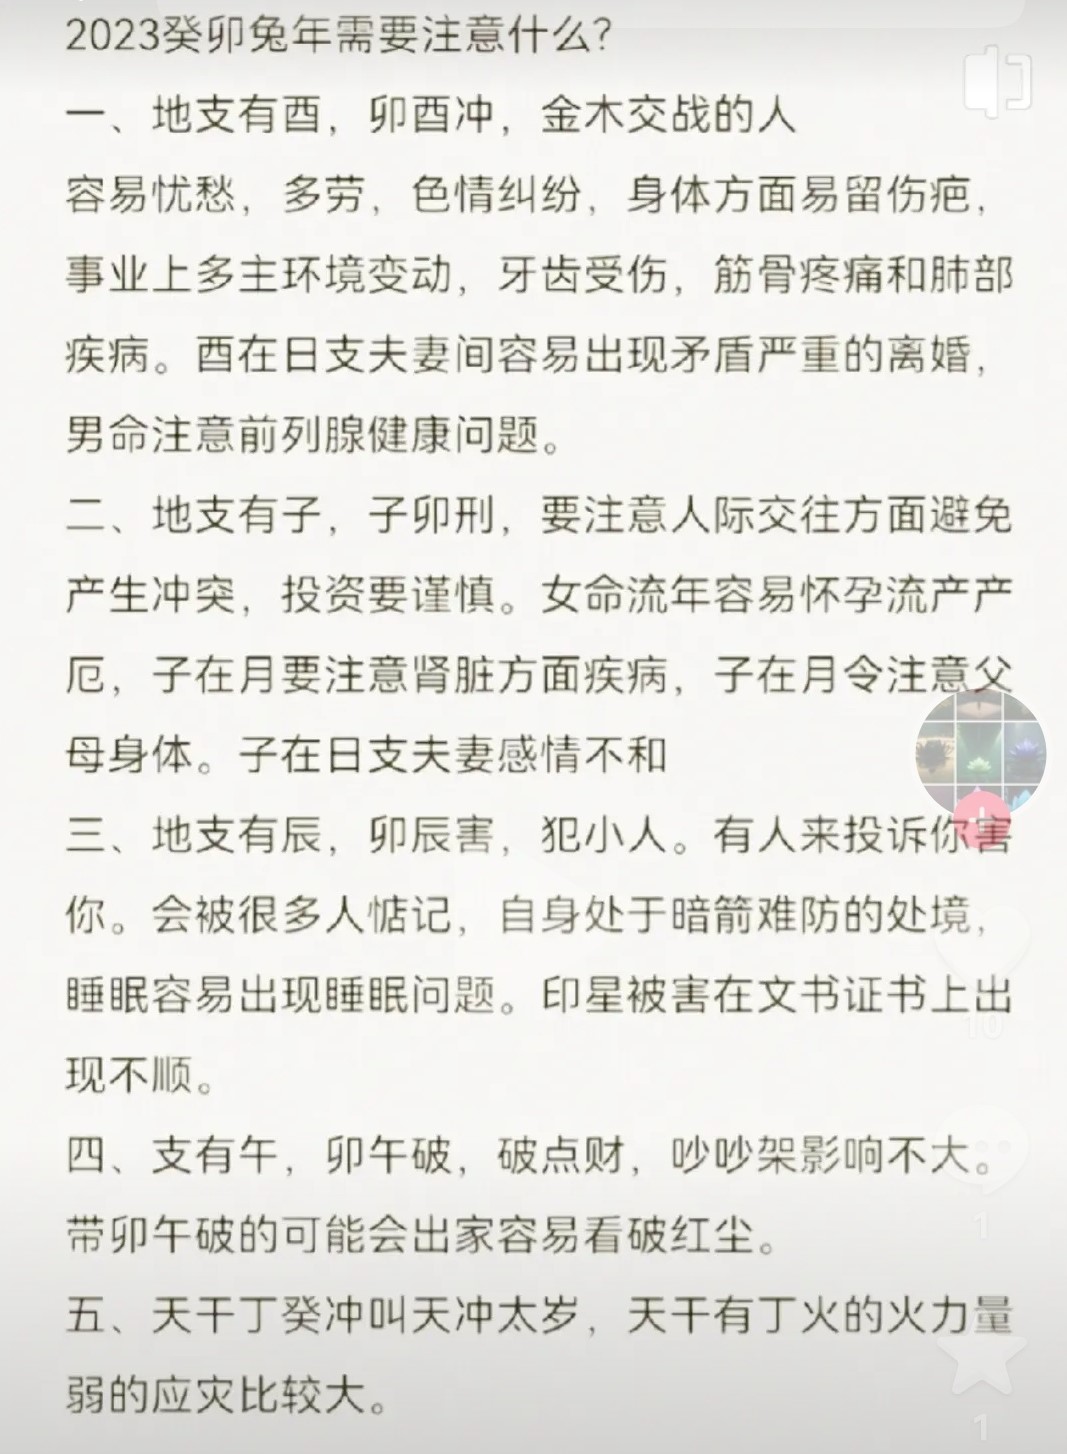 2023癸卯兔年需要注意什么？
一、地支有酉，卯酉冲，金木交战的人
容易忧愁，多劳，色情纠纷，身体方面易留伤疤，
事业上多主环境变动，牙齿受伤，筋骨疼痛和肺部
疾病。酉在日支夫妻间容易出现矛盾严重的离婚，
男命注意前列腺健康问题。
二、地支有子，子卯刑，要注意人际交往方面避免
产生冲突，投资要谨慎。女命流年容易怀孕流产产
厄，子在月要注意肾脏方面疾病，子在月令注意父
母身体。子在日支夫妻感情不和
三、地支有辰，卯辰害，犯小人。有人来投诉你害
你。会被很多人惦记，自身处于暗箭难防的处境，
睡眠容易出现睡眠问题。印星被害在文书证书上出
现不顺。
四、支有午，卯午破，破点财，吵吵架影响不大。
带卯午破的可能会出家容易看破红尘。
五、天干丁癸冲叫天冲太岁，天干有丁火的火力量
弱的应灾比较大。
10
1
1